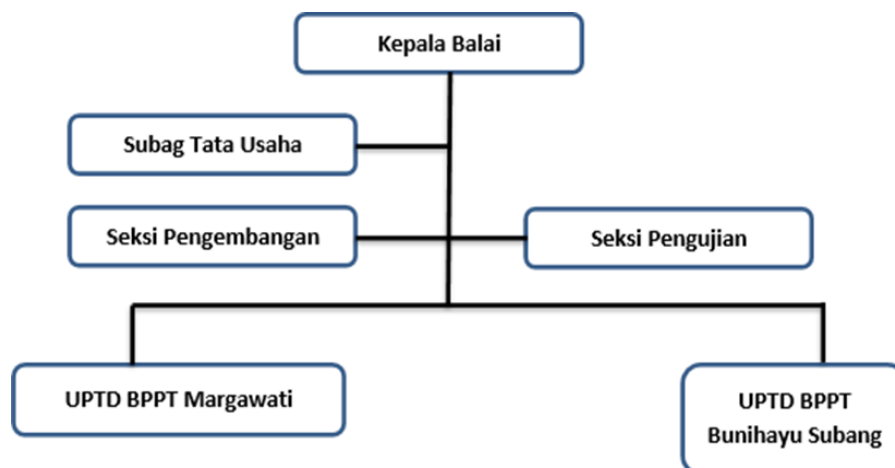 Kepala Balai
Subag Tata Usaha
Seksi Pengembangan
Seksi Pengujian
UPTD BPPT Margawati
UPTD BPPT
Bunihayu Subang